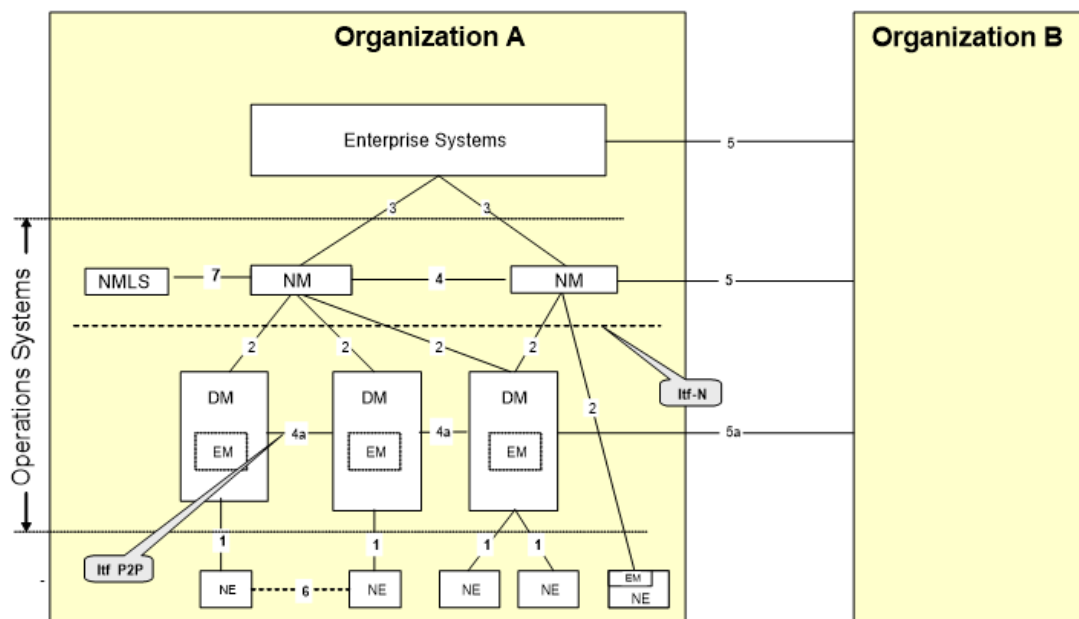 Organization A
Organization B
Enterprise Systems
5
3
3
Operations Systems
NMLS
7
NM
4
NM
5
2
2
2
2
Itf-N
DM
DM
DM
2
4a
4a
5a
EM
EM
EM
1
1
1
1
Itf P2P
NE
6
NE
NE
NE
EM
NE